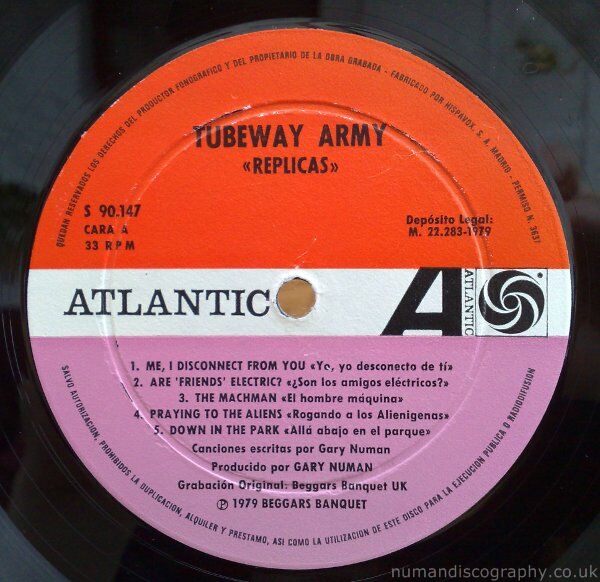 QUEDAN RESERVADOS LOS DERECHOS DEL PRODUCTOR FONOGRAFICO Y DEL PROPIETARIO DE LA OBRA GRABADA - FABRICADO POR HISPAVOX, S. A. MADRID - PERMISO N. 3637
TUBEWAY ARMY
«REPLICAS»
S 90.147
CARA A
33 RPM
Depósito Legal:
M. 22.283-1979
ATLANTIC
A
ATLANTIC
1. ME, I DISCONNECT FROM YOU «Yo, yo desconecto de tí»
2. ARE 'FRIENDS' ELECTRIC? «¿Son los amigos eléctricos?»
3. THE MACHMAN «El hombre máquina»
4. PRAYING TO THE ALIENS «Rogando a los Alienigenas»
5. DOWN IN THE PARK «Allá abajo en el parque»
Canciones escritas por Gary Numan
Producido por GARY NUMAN
Grabación Original: Beggars Banquet UK
℗ 1979 BEGGARS BANQUET
SALVO AUTORIZACION, PROHIBIDOS LA DUPLICACION, ALQUILER Y PRESTAMO, ASI COMO LA UTILIZACION DE ESTE DISCO PARA LA EJECUCION PUBLICA O RADIODIFUSION
numandiscography.co.uk